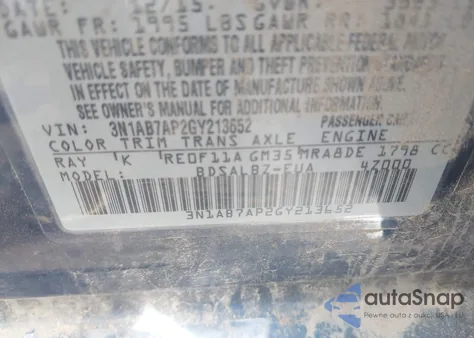 DATE: 12/15
GAWR FR: 1995 LBS GAWR RR: 1841
THIS VEHICLE CONFORMS TO ALL APPLICABLE FEDERAL MOTOR
VEHICLE SAFETY, BUMPER AND THEFT PREVENTION STANDARDS
IN EFFECT ON THE DATE OF MANUFACTURE SHOWN ABOVE.
SEE OWNER'S MANUAL FOR ADDITIONAL INFORMATION
VIN: 3N1AB7AP2GY213652 PASSENGER CAR
COLOR TRIM TRANS AXLE ENGINE
RAY K RE0F11A GM35 MRA8DE 1798 CC
MODEL: BDSALBZ-EUA 47000
3N1AB7AP2GY213652
autoSnap